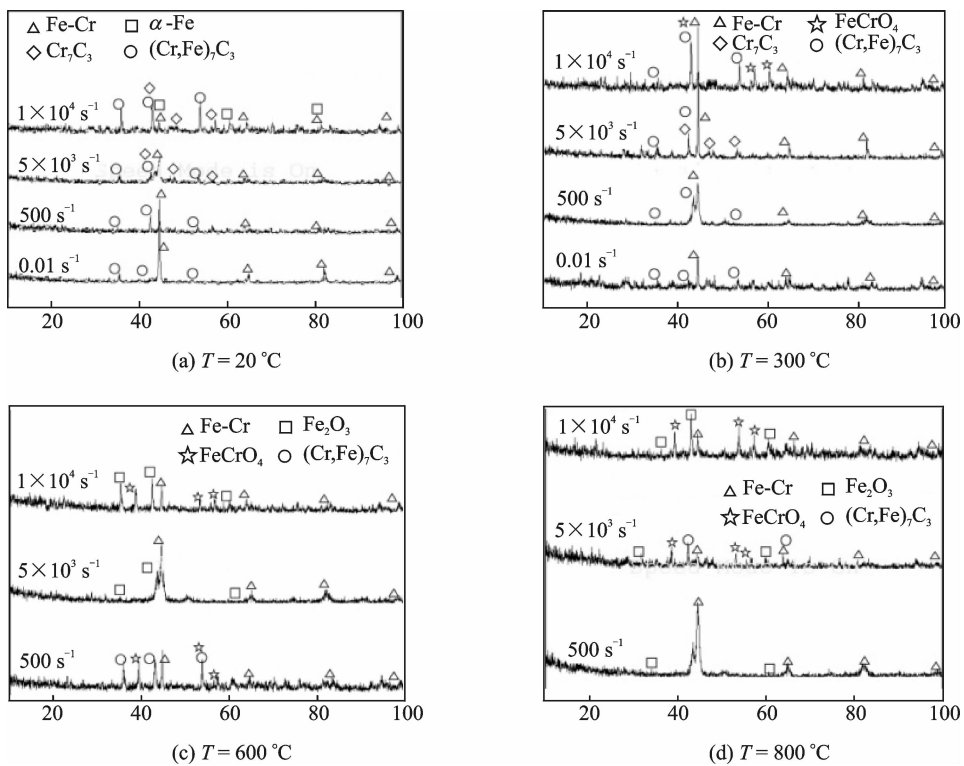 △ Fe-Cr □ α-Fe
◇ Cr₇C₃ ○ (Cr,Fe)₇C₃
1×10⁴ s⁻¹
5×10³ s⁻¹
500 s⁻¹
0.01 s⁻¹
20 40 60 80 100
(a) T = 20 °C
△ Fe-Cr ☆ FeCrO₄
◇ Cr₇C₃ ○ (Cr,Fe)₇C₃
1×10⁴ s⁻¹
5×10³ s⁻¹
500 s⁻¹
0.01 s⁻¹
20 40 60 80 100
(b) T = 300 °C
△ Fe-Cr □ Fe₂O₃
☆ FeCrO₄ ○ (Cr,Fe)₇C₃
1×10⁴ s⁻¹
5×10³ s⁻¹
500 s⁻¹
20 40 60 80 100
(c) T = 600 °C
1×10⁴ s⁻¹
△ Fe-Cr □ Fe₂O₃
☆ FeCrO₄ ○ (Cr,Fe)₇C₃
5×10³ s⁻¹
500 s⁻¹
20 40 60 80 100
(d) T = 800 °C